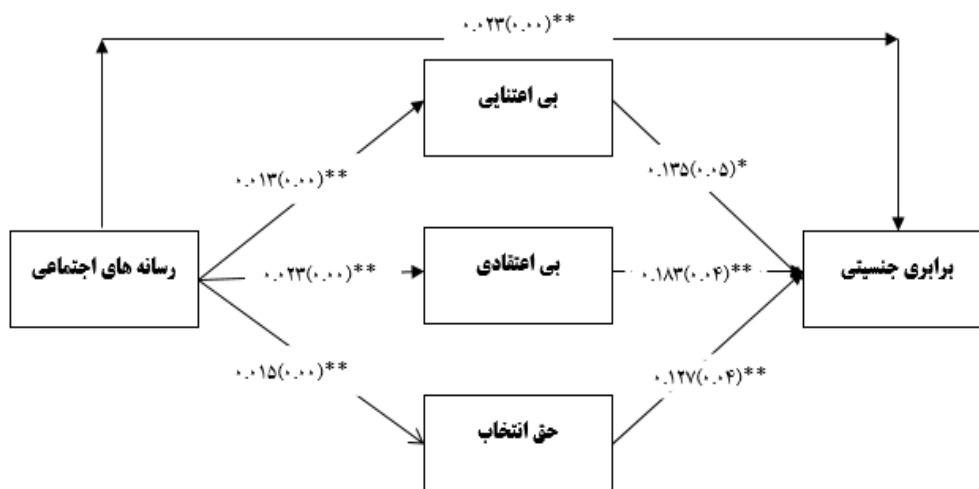 ۰.۰۲۳(۰.۰۰)**
بی اعتنایی
۰.۰۱۳(۰.۰۰)**
۰.۱۳۵(۰.۰۵)*
رسانه های اجتماعی
۰.۰۲۳(۰.۰۰)**
بی اعتقادی
۰.۱۸۳(۰.۰۴)**
برابری جنسیتی
۰.۰۱۵(۰.۰۰)**
۰.۱۲۷(۰.۰۴)**
حق انتخاب